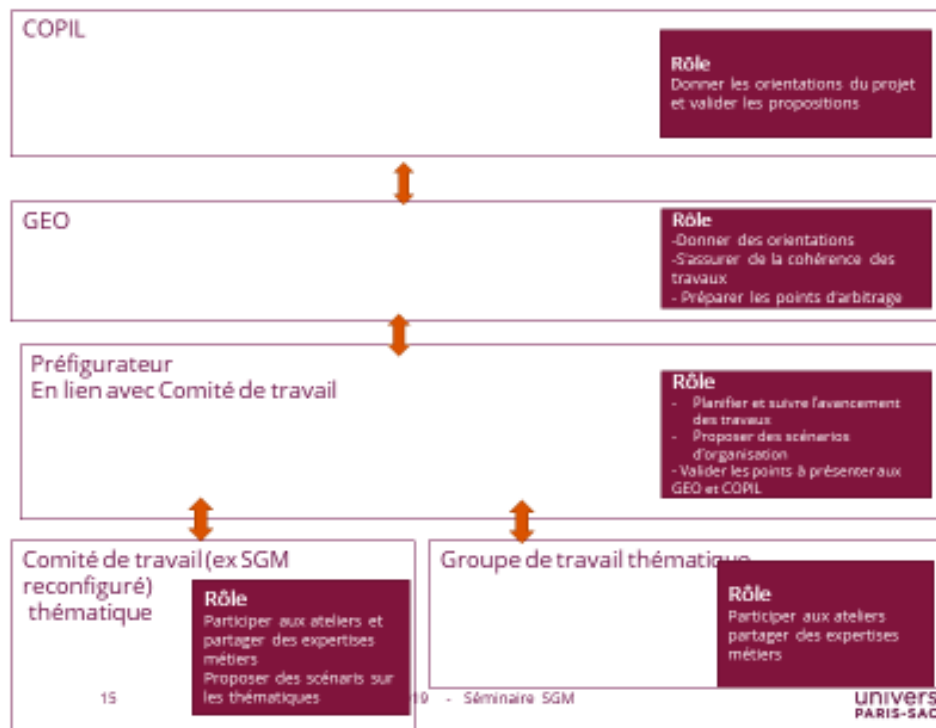 COPIL
Rôle
Donner les orientations du projet
et valider les propositions
GEO
Rôle
-Donner des orientations
-S'assurer de la cohérence des
travaux
- Préparer les points d'arbitrage
Préfigurateur
En lien avec Comité de travail
Rôle
- Planifier et suivre l'avancement
des travaux
- Proposer des scénarios
d'organisation
- Valider les points à présenter aux
GEO et COPIL
Comité de travail (ex SGM
reconfiguré)
thématique
Rôle
Participer aux ateliers et
partager des expertises
métiers
Proposer des scénaris sur
les thématiques
Groupe de travail thématique
Rôle
Participer aux ateliers
partager des expertises
métiers
15
19 - Séminaire SGM
univers
PARIS-SAC